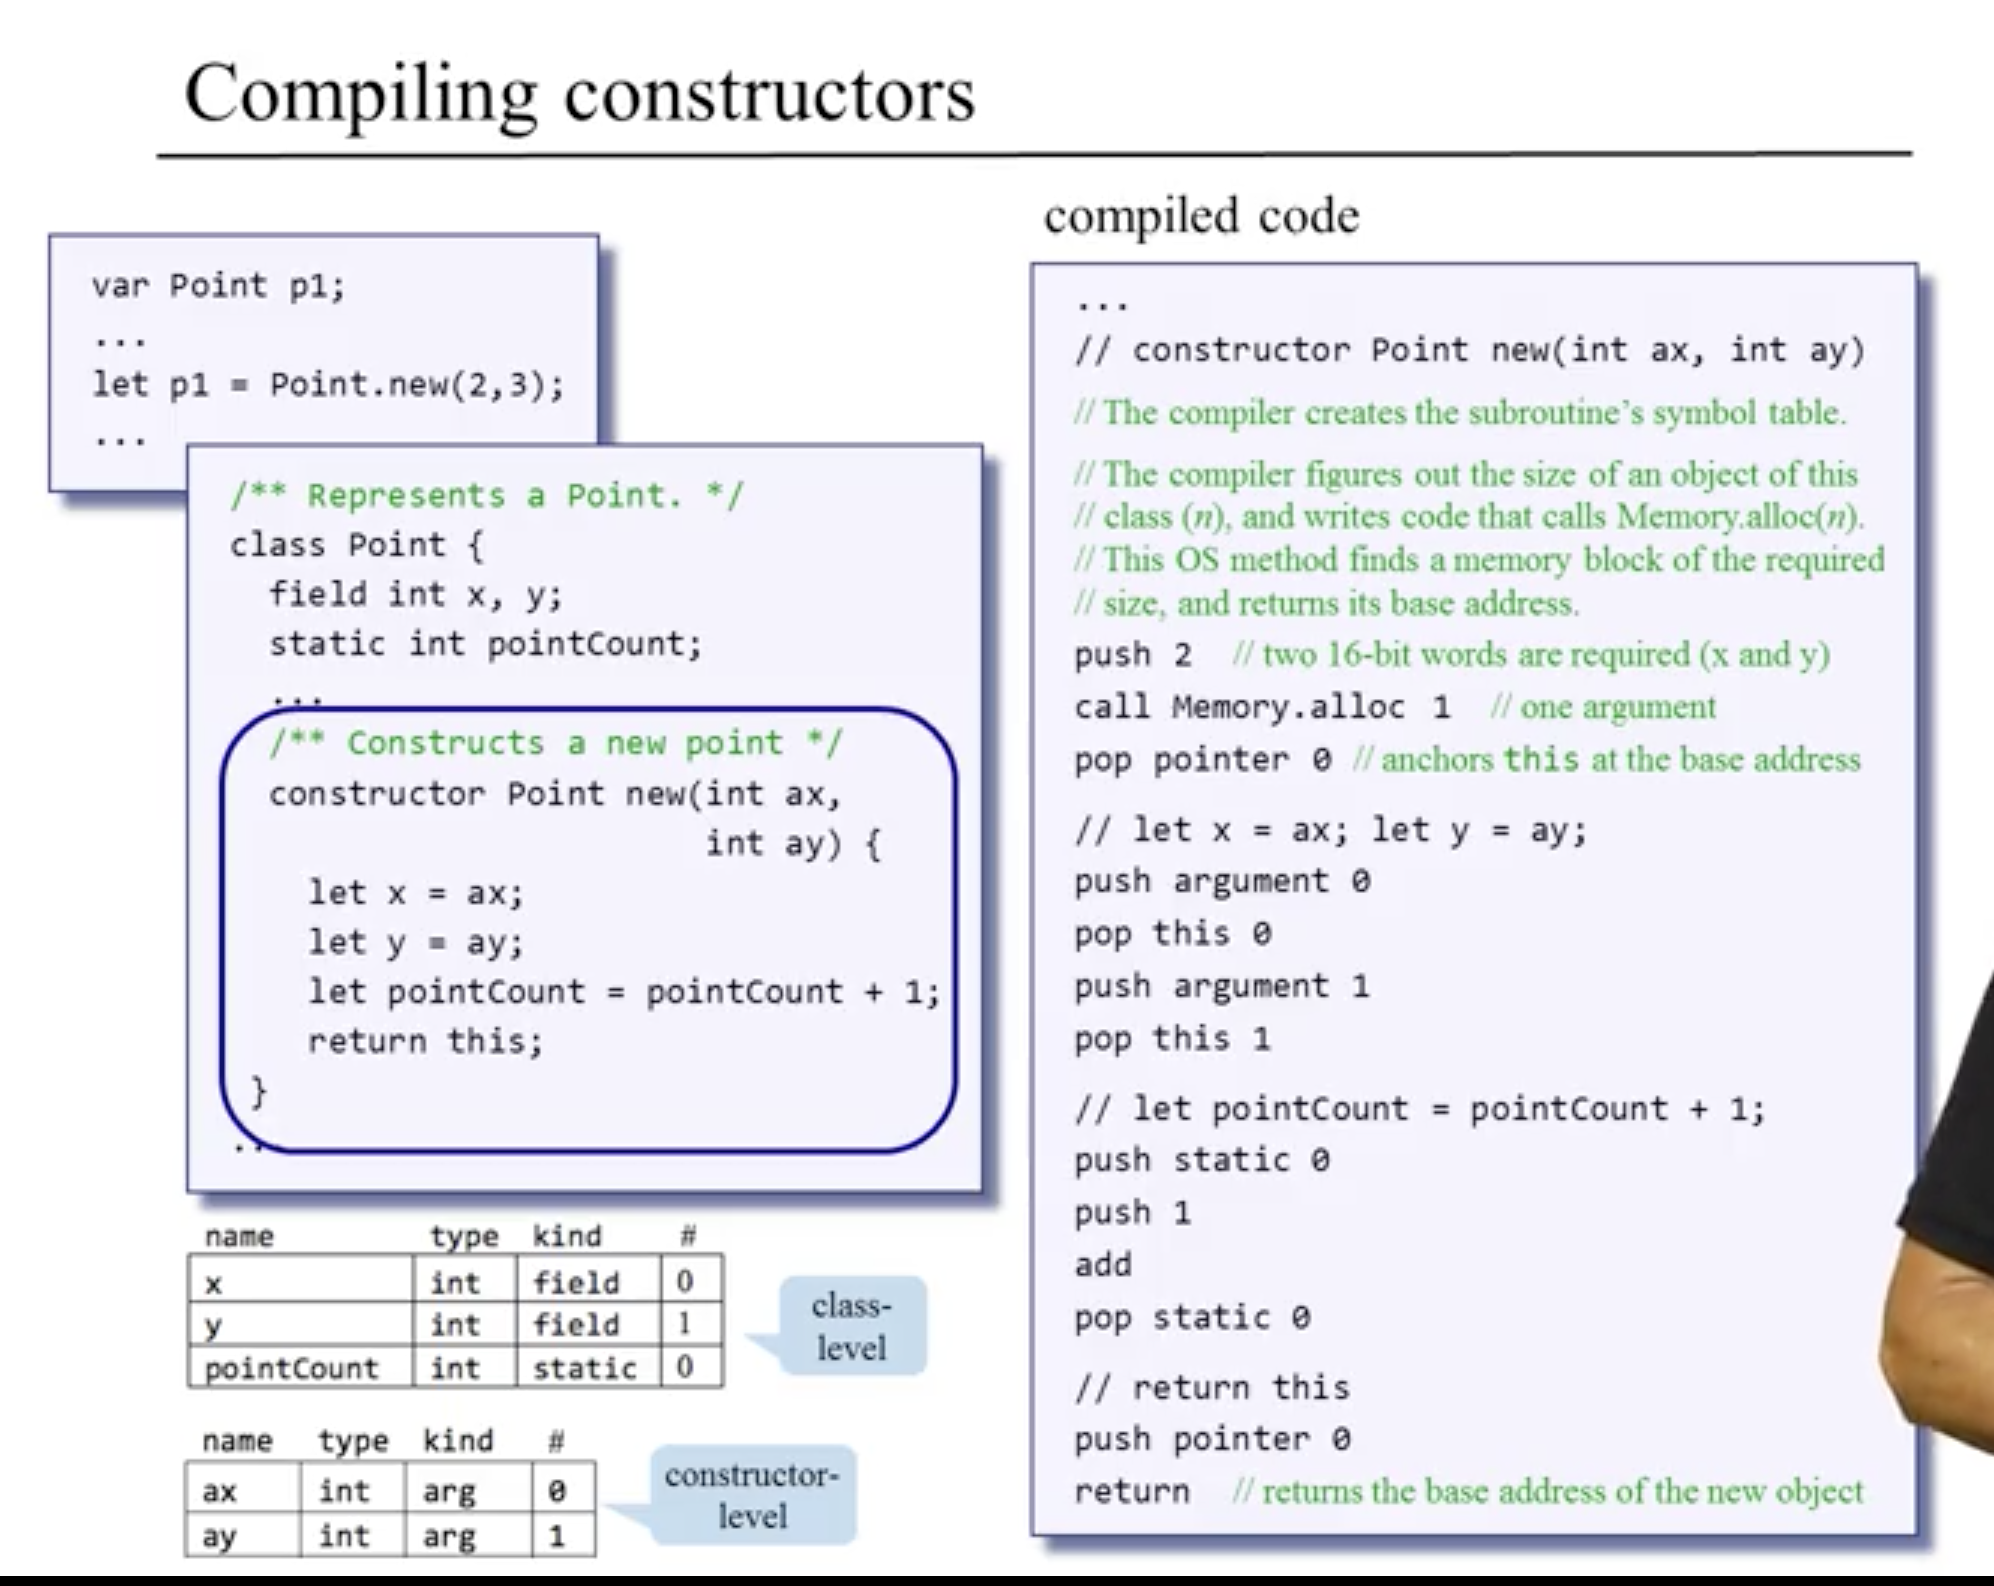 Compiling constructors
var Point p1;
...
let p1 = Point.new(2,3);
...
/** Represents a Point. */
class Point {
field int x, y;
static int pointCount;
...
/** Constructs a new point */
constructor Point new(int ax,
int ay) {
let x = ax;
let y = ay;
let pointCount = pointCount + 1;
return this;
}
...
name type kind #
x int field 0
y int field 1
pointCount int static 0
class-
level
name type kind #
ax int arg 0
ay int arg 1
constructor-
level
compiled code
...
// constructor Point new(int ax, int ay)
// The compiler creates the subroutine’s symbol table.
// The compiler figures out the size of an object of this
// class (n), and writes code that calls Memory.alloc(n).
// This OS method finds a memory block of the required
// size, and returns its base address.
push 2 // two 16-bit words are required (x and y)
call Memory.alloc 1 // one argument
pop pointer 0 // anchors this at the base address
// let x = ax; let y = ay;
push argument 0
pop this 0
push argument 1
pop this 1
// let pointCount = pointCount + 1;
push static 0
push 1
add
pop static 0
// return this
push pointer 0
return // returns the base address of the new object